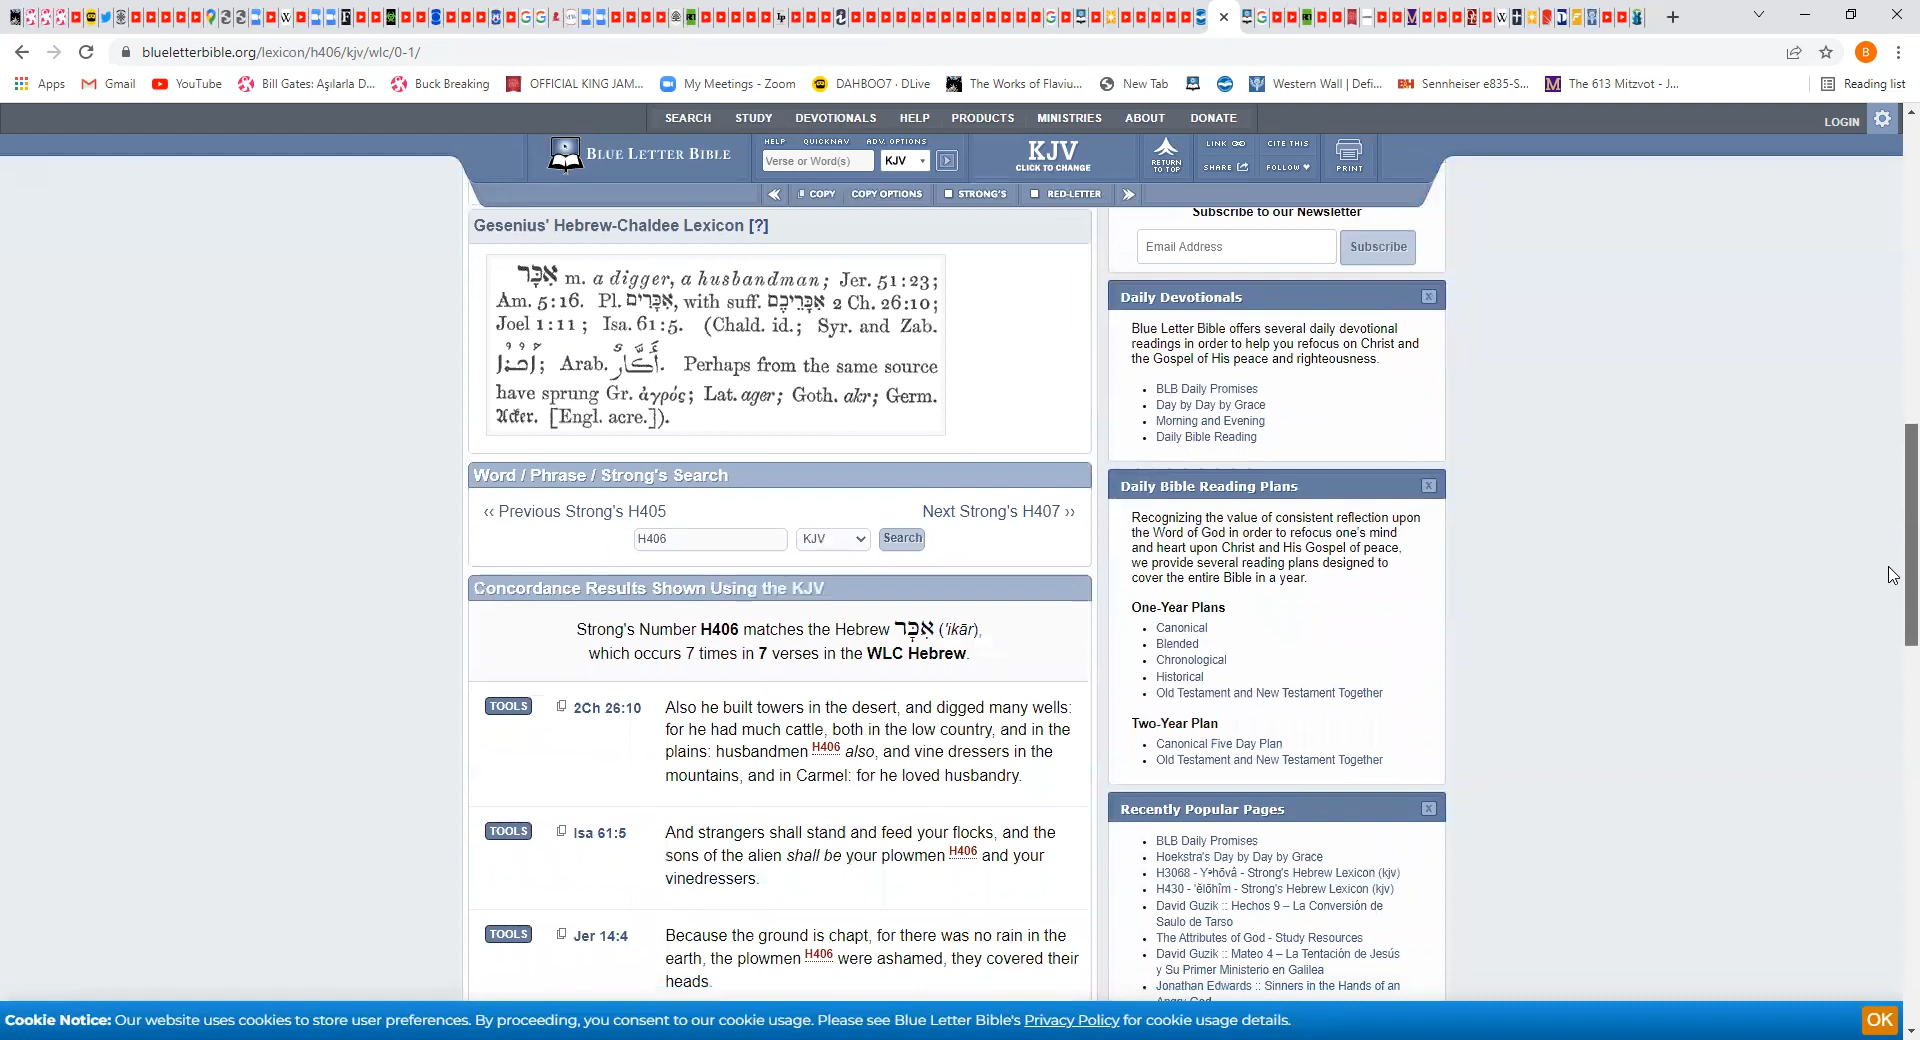 blueletterbible.org/lexicon/h406/kjv/wlc/0-1/
B
Apps
Gmail
YouTube
Bill Gates: Aşılarla D...
Buck Breaking
OFFICIAL KING JAM...
My Meetings - Zoom
DAHBOO7 · DLive
The Works of Flaviu...
New Tab
Western Wall | Defi...
Sennheiser e835-S...
The 613 Mitzvot - J...
Reading list
SEARCH STUDY DEVOTIONALS HELP PRODUCTS MINISTRIES ABOUT DONATE
LOGIN
BLUE LETTER BIBLE
HELP QUICKNAV ADV. OPTIONS
Verse or Word(s)
KJV
KJV
CLICK TO CHANGE
RETURN
TO TOP
LINK
SHARE
CITE THIS
FOLLOW
PRINT
COPY COPY OPTIONS STRONG'S RED-LETTER
Gesenius' Hebrew-Chaldee Lexicon [?]
אִכָּר m. a digger, a husbandman; Jer. 51:23;
Am. 5:16. Pl. אִכָּרִים, with suff. אִכָּרֵיכֶם 2 Ch. 26:10;
Joel 1:11; Isa. 61:5. (Chald. id.; Syr. and Zab.
Arab. أَكَّارٌ. Perhaps from the same source
have sprung Gr. ἀγρός; Lat. ager; Goth. akr; Germ.
Acker. [Engl. acre.]).
Word / Phrase / Strong's Search
‹‹ Previous Strong's H405
Next Strong's H407 ››
H406
KJV
Search
Concordance Results Shown Using the KJV
Strong's Number H406 matches the Hebrew אִכָּר ('ikār),
which occurs 7 times in 7 verses in the WLC Hebrew.
TOOLS
2Ch 26:10
Also he built towers in the desert, and digged many wells:
for he had much cattle, both in the low country, and in the
plains: husbandmen H406 also, and vine dressers in the
mountains, and in Carmel: for he loved husbandry.
TOOLS
Isa 61:5
And strangers shall stand and feed your flocks, and the
sons of the alien shall be your plowmen H406 and your
vinedressers.
TOOLS
Jer 14:4
Because the ground is chapt, for there was no rain in the
earth, the plowmen H406 were ashamed, they covered their
heads.
Subscribe to our Newsletter
Email Address
Subscribe
Daily Devotionals
x
Blue Letter Bible offers several daily devotional
readings in order to help you refocus on Christ and
the Gospel of His peace and righteousness.
BLB Daily Promises
Day by Day by Grace
Morning and Evening
Daily Bible Reading
Daily Bible Reading Plans
x
Recognizing the value of consistent reflection upon
the Word of God in order to refocus one's mind
and heart upon Christ and His Gospel of peace,
we provide several reading plans designed to
cover the entire Bible in a year.
One-Year Plans
Canonical
Blended
Chronological
Historical
Old Testament and New Testament Together
Two-Year Plan
Canonical Five Day Plan
Old Testament and New Testament Together
Recently Popular Pages
x
BLB Daily Promises
Hoekstra's Day by Day by Grace
H3068 - Yᵊhōvâ - Strong's Hebrew Lexicon (kjv)
H430 - 'ĕlōhîm - Strong's Hebrew Lexicon (kjv)
David Guzik :: Hechos 9 – La Conversión de
Saulo de Tarso
The Attributes of God - Study Resources
David Guzik :: Mateo 4 – La Tentación de Jesús
y Su Primer Ministerio en Galilea
Jonathan Edwards :: Sinners in the Hands of an
Angry God
Cookie Notice: Our website uses cookies to store user preferences. By proceeding, you consent to our cookie usage. Please see Blue Letter Bible's Privacy Policy for cookie usage details.
OK